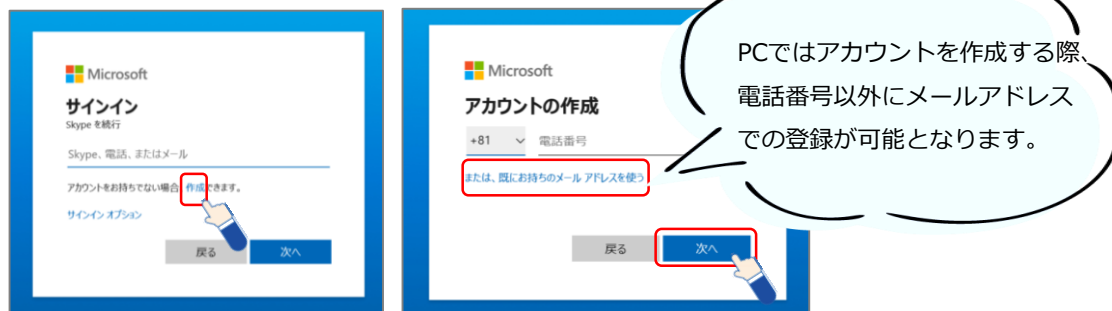 Microsoft
サインイン
Skype を続行
Skype、電話、またはメール
アカウントをお持ちでない場合、作成できます。
サインイン オプション
戻る
次へ
Microsoft
アカウントの作成
+81
電話番号
または、既にお持ちのメール アドレスを使う
戻る
次へ
PCではアカウントを作成する際、
電話番号以外にメールアドレス
での登録が可能となります。